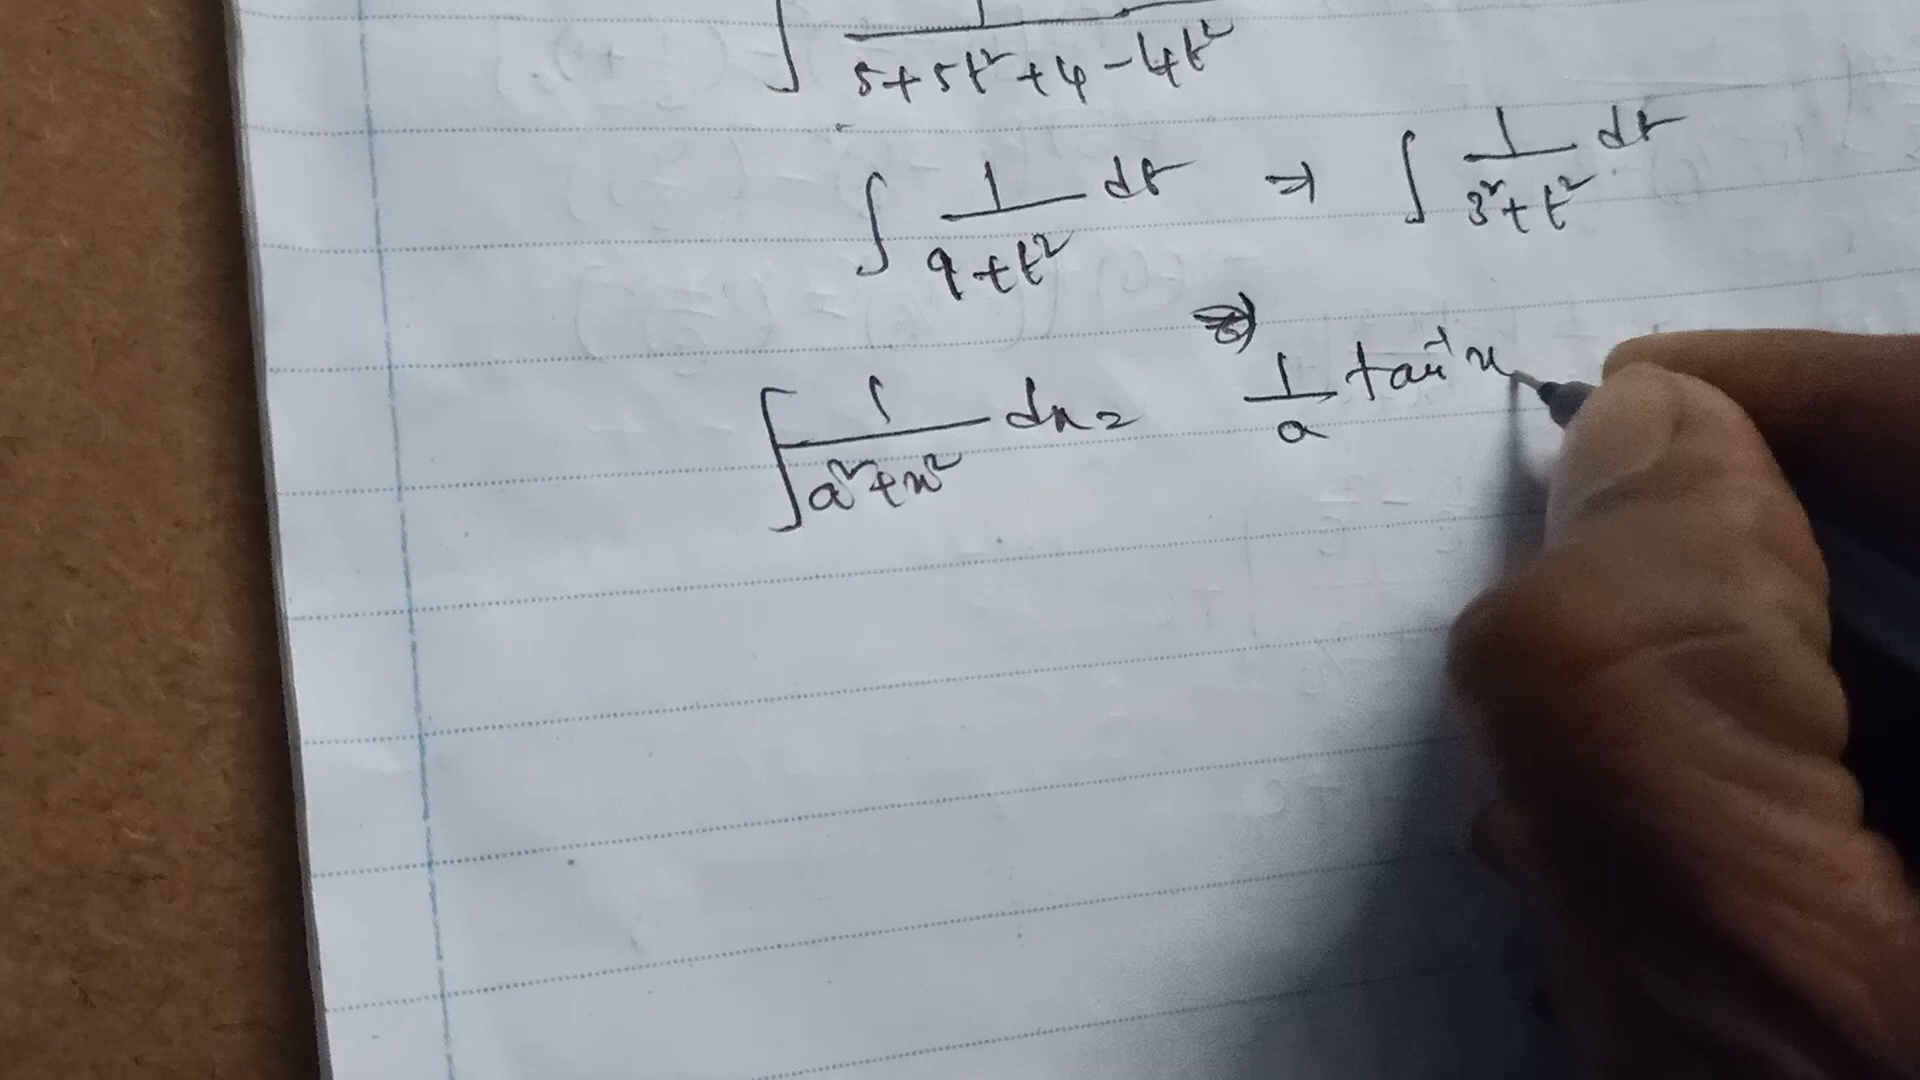 ∫ 1/(5+5t²+4-4t²)
∫ 1/(9+t²) dt ⇒ ∫ 1/(3²+t²) dt
∫ 1/(a²+x²) dx = 1/a tan⁻¹ x